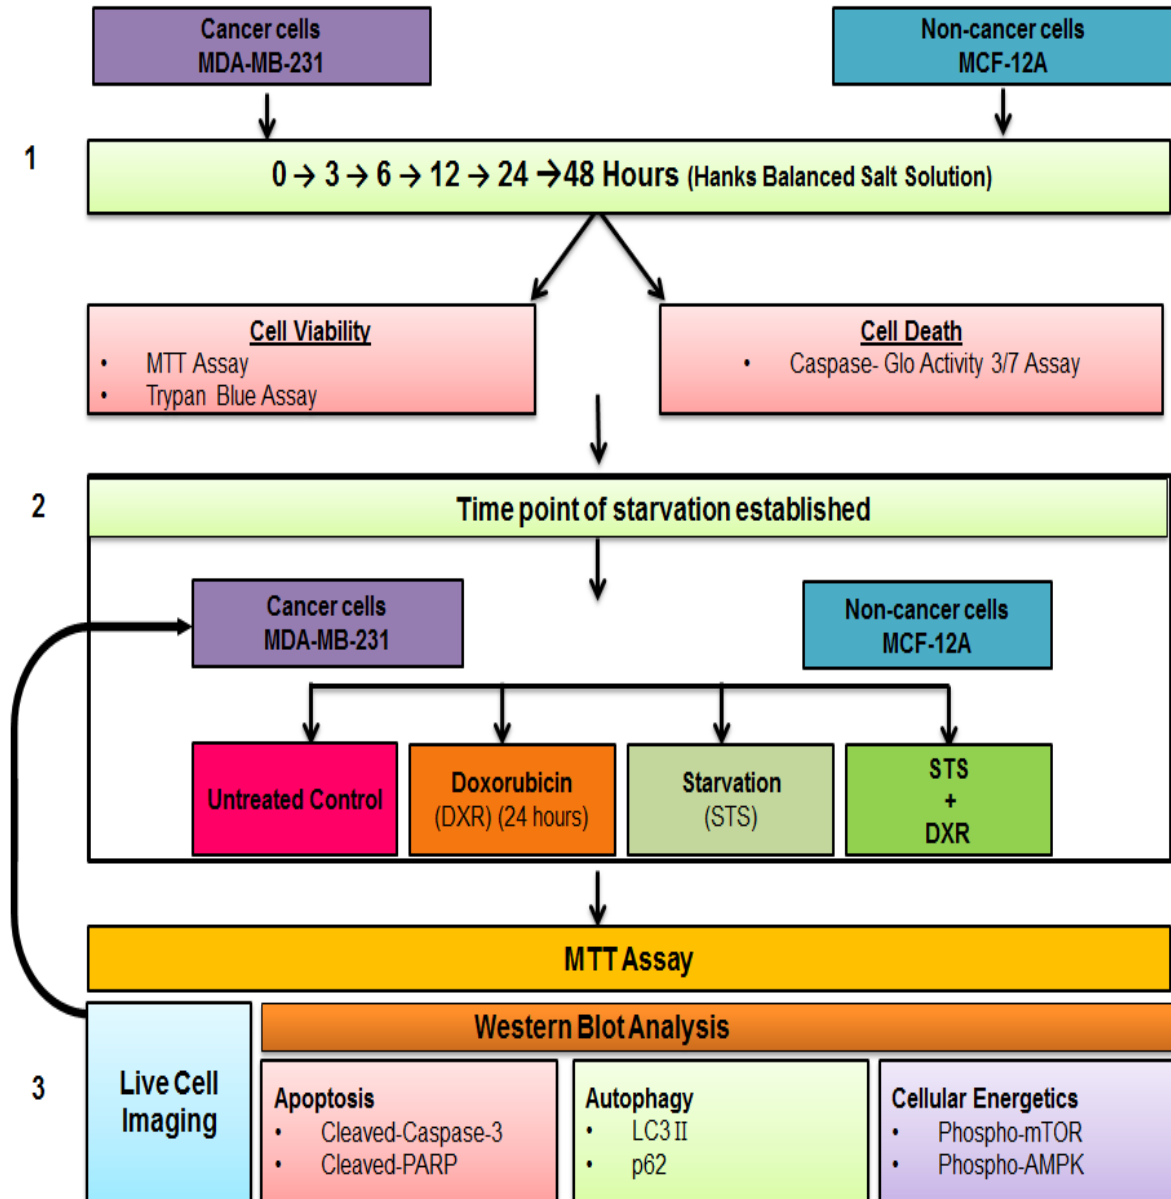 Cancer cells
MDA-MB-231
Non-cancer cells
MCF-12A
1
0 → 3 → 6 → 12 → 24 →48 Hours (Hanks Balanced Salt Solution)
Cell Viability
• MTT Assay
• Trypan Blue Assay
Cell Death
• Caspase- Glo Activity 3/7 Assay
2
Time point of starvation established
Cancer cells
MDA-MB-231
Non-cancer cells
MCF-12A
Untreated Control
Doxorubicin
(DXR) (24 hours)
Starvation
(STS)
STS
+
DXR
MTT Assay
Western Blot Analysis
3
Live Cell
Imaging
Apoptosis
• Cleaved-Caspase-3
• Cleaved-PARP
Autophagy
• LC3 II
• p62
Cellular Energetics
• Phospho-mTOR
• Phospho-AMPK